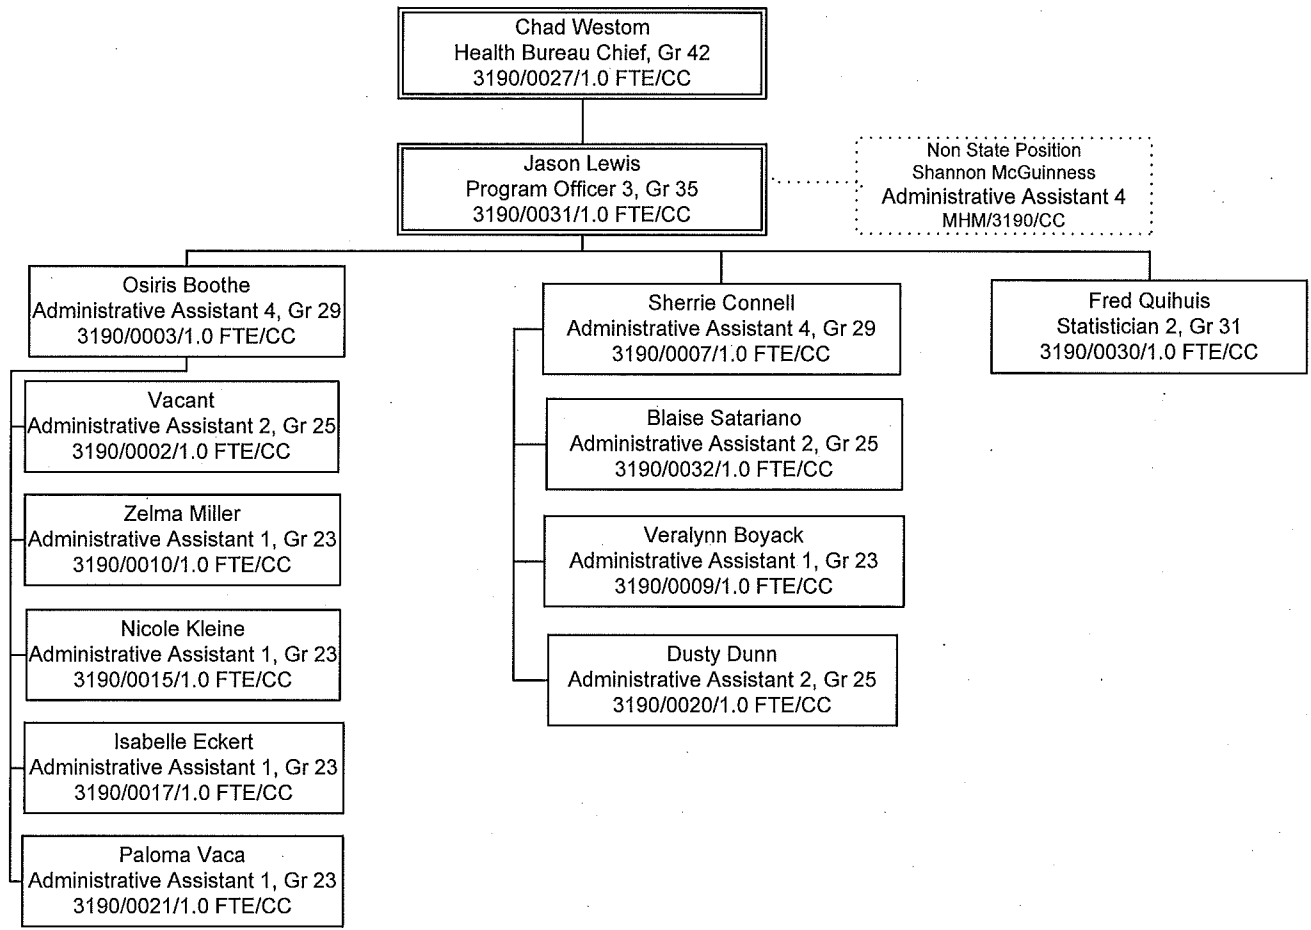 Chad Westom
Health Bureau Chief, Gr 42
3190/0027/1.0 FTE/CC
Jason Lewis
Program Officer 3, Gr 35
3190/0031/1.0 FTE/CC
Non State Position
Shannon McGuinness
Administrative Assistant 4
MHM/3190/CC
Osiris Boothe
Administrative Assistant 4, Gr 29
3190/0003/1.0 FTE/CC
Vacant
Administrative Assistant 2, Gr 25
3190/0002/1.0 FTE/CC
Zelma Miller
Administrative Assistant 1, Gr 23
3190/0010/1.0 FTE/CC
Nicole Kleine
Administrative Assistant 1, Gr 23
3190/0015/1.0 FTE/CC
Isabelle Eckert
Administrative Assistant 1, Gr 23
3190/0017/1.0 FTE/CC
Paloma Vaca
Administrative Assistant 1, Gr 23
3190/0021/1.0 FTE/CC
Sherrie Connell
Administrative Assistant 4, Gr 29
3190/0007/1.0 FTE/CC
Blaise Satariano
Administrative Assistant 2, Gr 25
3190/0032/1.0 FTE/CC
Veralynn Boyack
Administrative Assistant 1, Gr 23
3190/0009/1.0 FTE/CC
Dusty Dunn
Administrative Assistant 2, Gr 25
3190/0020/1.0 FTE/CC
Fred Quihuis
Statistician 2, Gr 31
3190/0030/1.0 FTE/CC